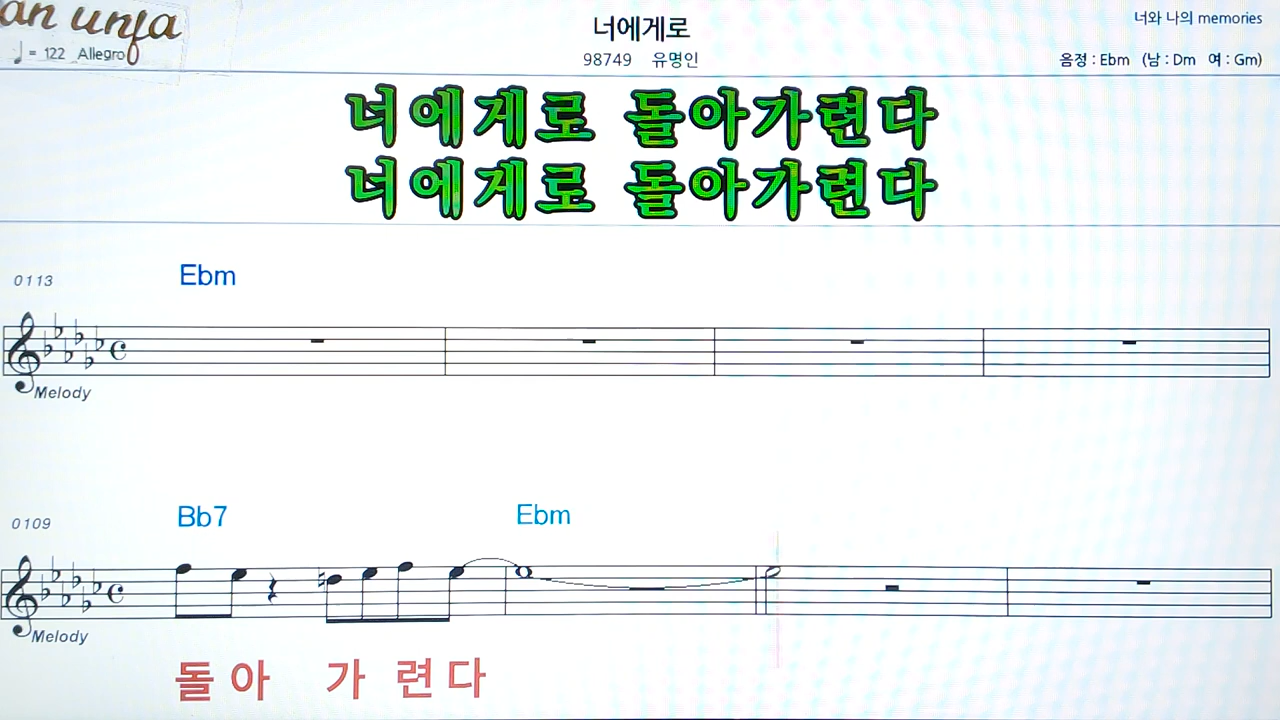 an unfa
♩ = 122 Allegro
너에게로
98749 유명인
너와 나의 memories
음정 : Ebm (남 : Dm 여 : Gm)
너에게로 돌아가련다
너에게로 돌아가련다
0113
Ebm
Melody
0109
Bb7 Ebm
Melody
돌 아 가 련 다